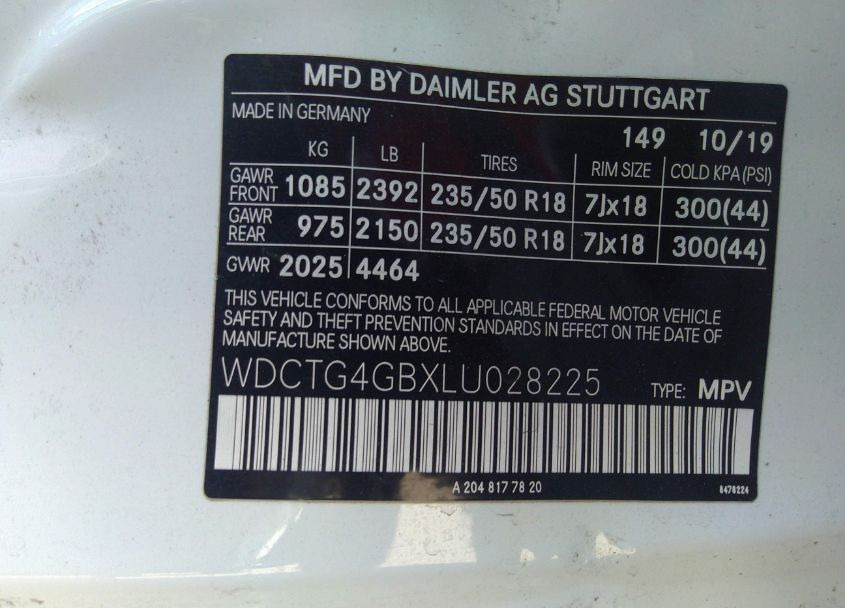 MFD BY DAIMLER AG STUTTGART
MADE IN GERMANY
149 10/19
KG LB TIRES RIM SIZE COLD KPA (PSI)
GAWR FRONT 1085 2392 235/50 R18 7Jx18 300(44)
GAWR REAR 975 2150 235/50 R18 7Jx18 300(44)
GVWR 2025 4464
THIS VEHICLE CONFORMS TO ALL APPLICABLE FEDERAL MOTOR VEHICLE
SAFETY AND THEFT PREVENTION STANDARDS IN EFFECT ON THE DATE OF
MANUFACTURE SHOWN ABOVE.
WDCTG4GBXLU028225 TYPE: MPV
A 204 817 78 20 8478224